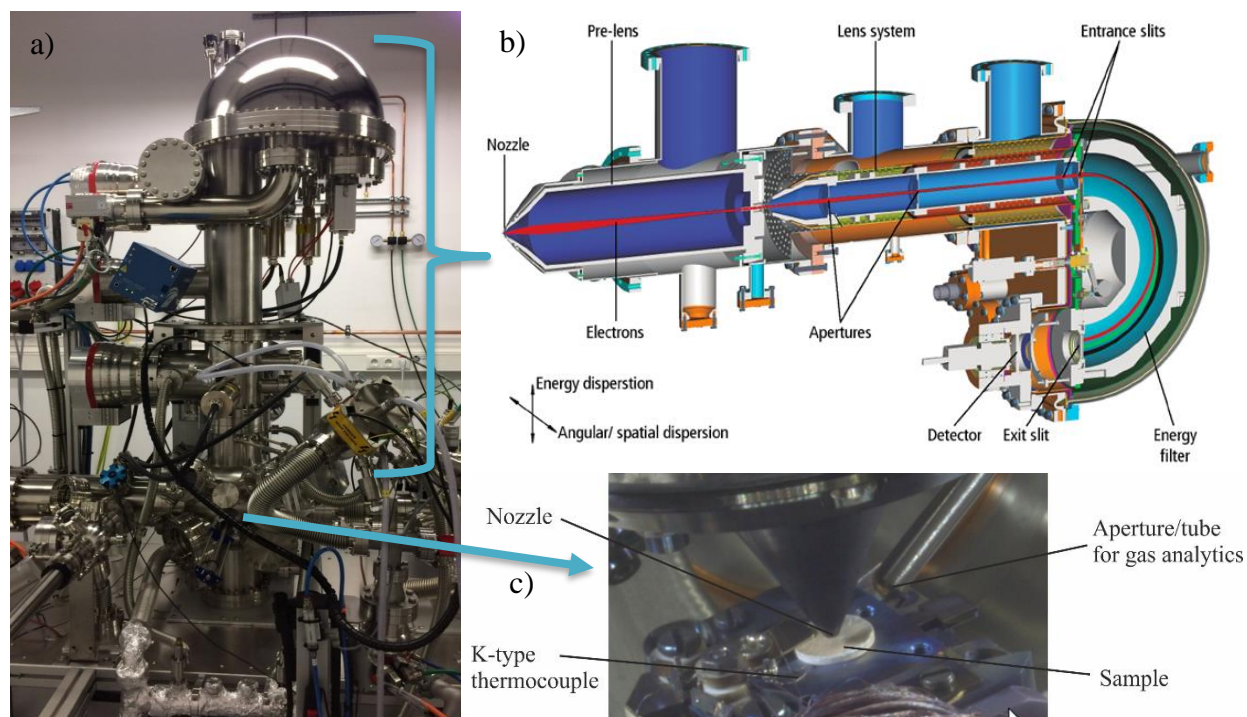 a)
b)
Pre-lens
Lens system
Entrance slits
Nozzle
Electrons
Apertures
Energy disperstion
Angular/ spatial dispersion
Detector
Exit slit
Energy
filter
c)
Nozzle
Aperture/tube
for gas analytics
K-type
thermocouple
Sample